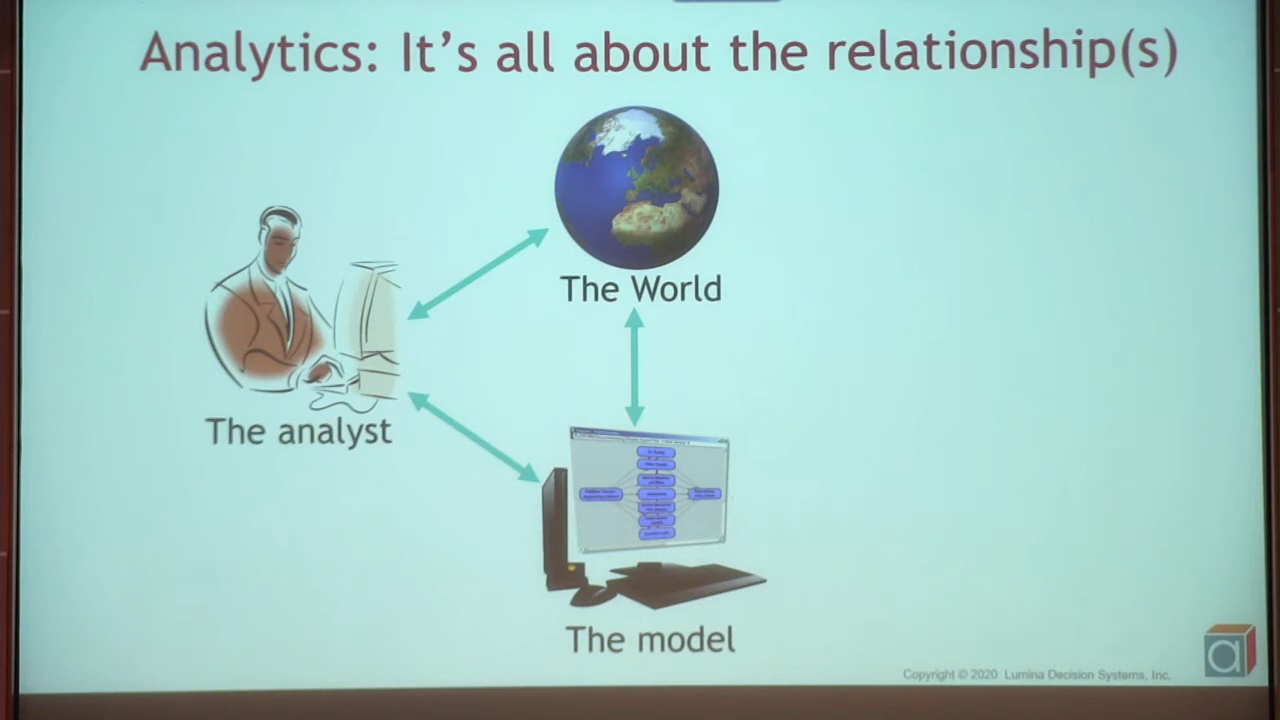 Analytics: It's all about the relationship(s)
The World
The analyst
The model
Copyright © 2020 Lumina Decision Systems, Inc.
a